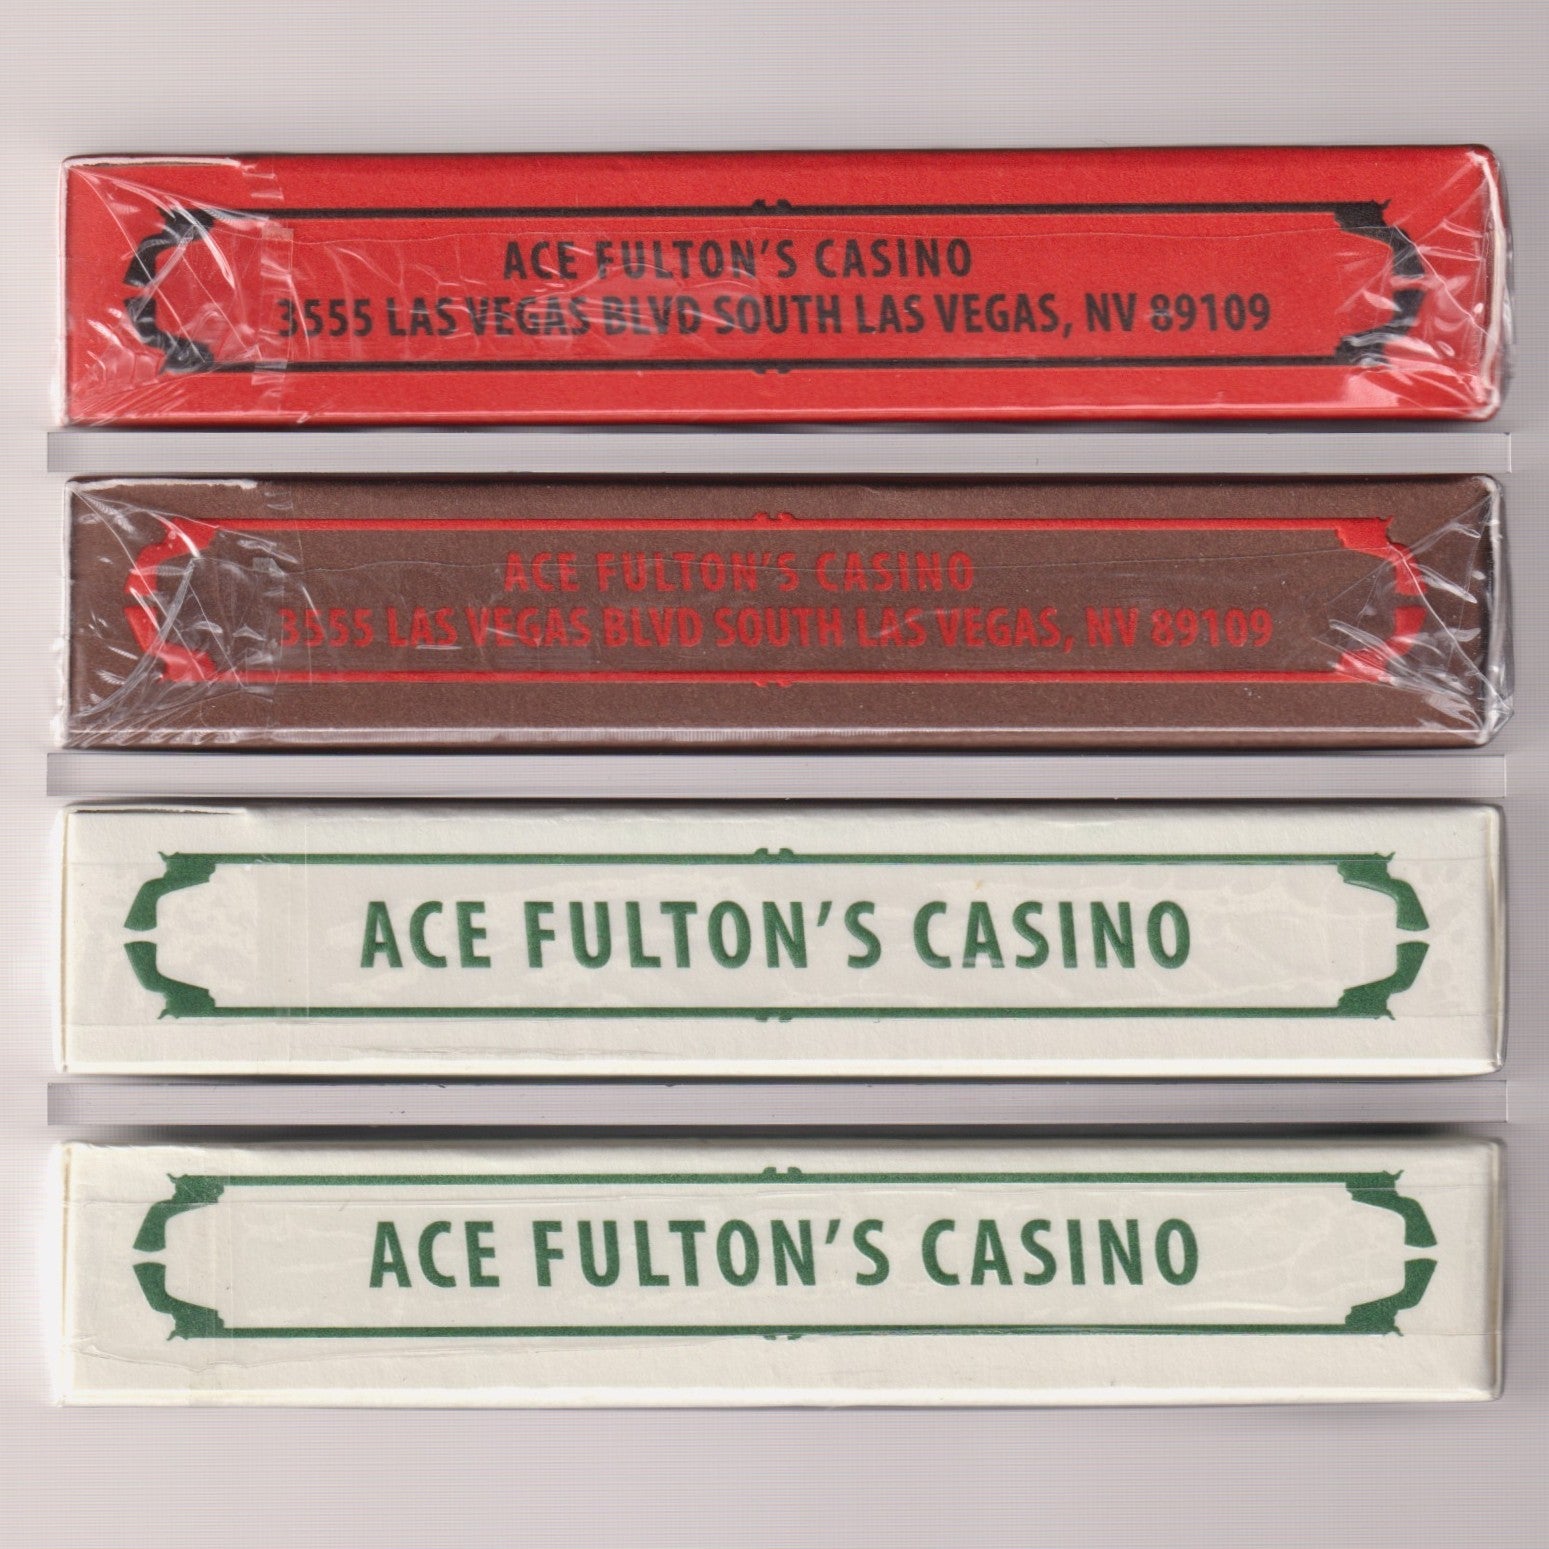 ACE FULTON'S CASINO
3555 LAS VEGAS BLVD SOUTH LAS VEGAS, NV 89109
ACE FULTON'S CASINO
3555 LAS VEGAS BLVD SOUTH LAS VEGAS, NV 89109
ACE FULTON'S CASINO
ACE FULTON'S CASINO